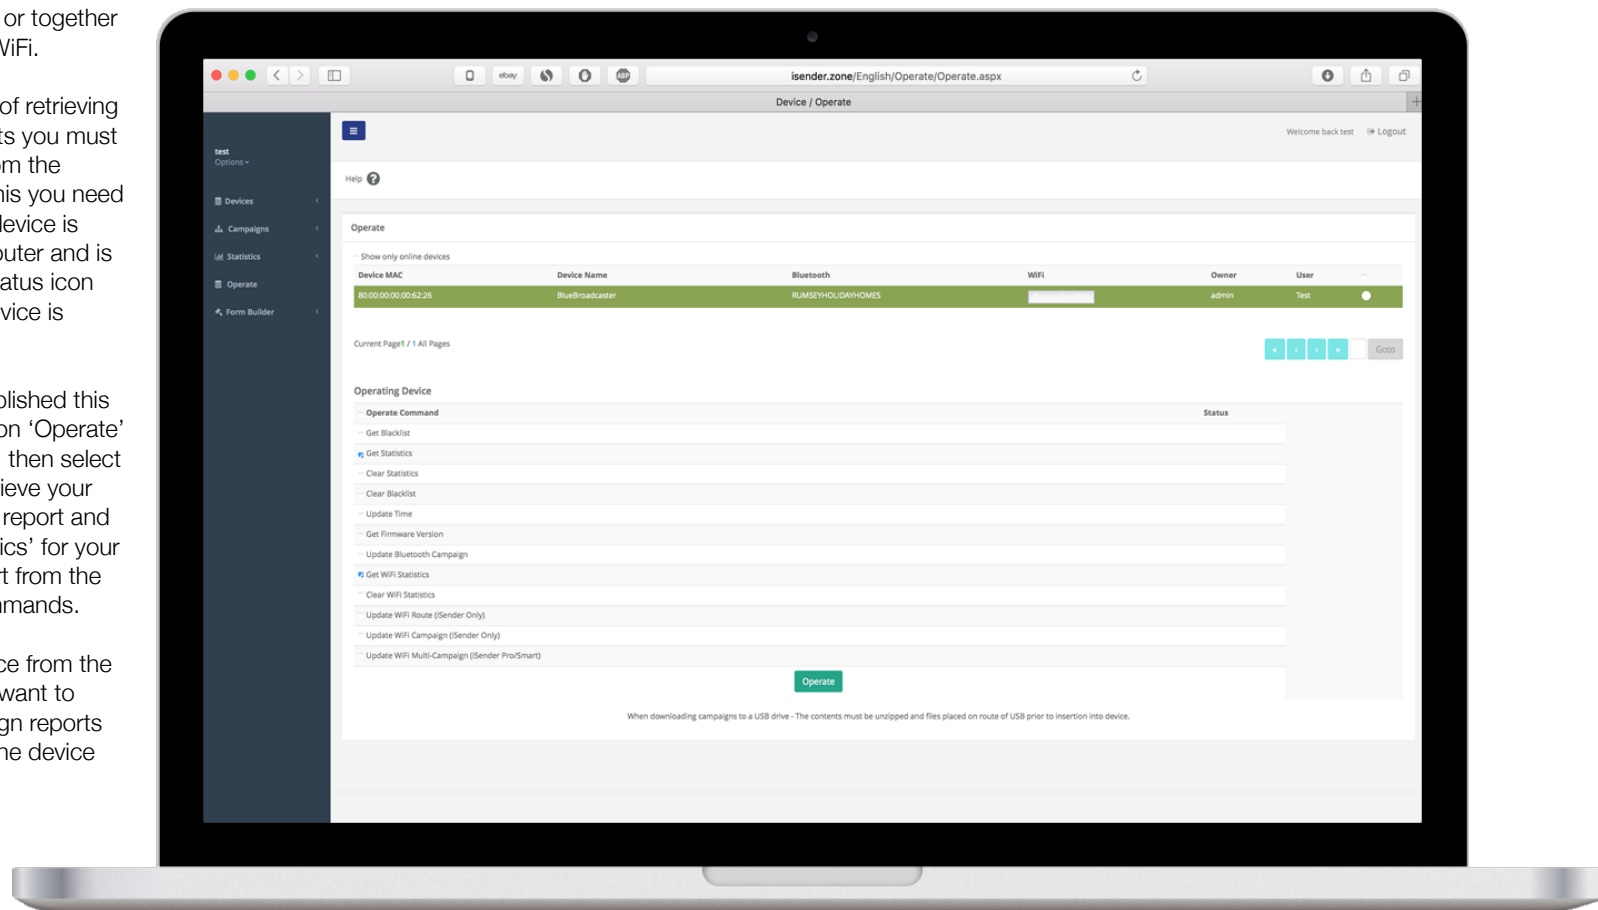 or together
WiFi.
of retrieving
ts you must
om the
his you need
device is
outer and is
atus icon
vice is
blished this
on ‘Operate’
then select
ieve your
report and
ics’ for your
rt from the
mmands.
ce from the
want to
gn reports
he device
ebay
ABP
isender.zone/English/Operate/Operate.aspx
Device / Operate
Welcome back test
Logout
test
Options
Devices
Campaigns
Statistics
Operate
Form Builder
Help
Operate
Show only online devices
Device MAC Device Name Bluetooth WiFi Owner User
80:00:00:00:00:62:26 BlueBroadcaster RUMSEYHOLIDAYHOMES admin Test
Current Page1 / 1 All Pages
« ‹ › » Goto
Operating Device
Operate Command Status
Get Blacklist
Get Statistics
Clear Statistics
Clear Blacklist
Update Time
Get Firmware Version
Update Bluetooth Campaign
Get WiFi Statistics
Clear WiFi Statistics
Update WiFi Route (iSender Only)
Update WiFi Campaign (iSender Only)
Update WiFi Multi-Campaign (iSender Pro/Smart)
Operate
When downloading campaigns to a USB drive - The contents must be unzipped and files placed on route of USB prior to insertion into device.